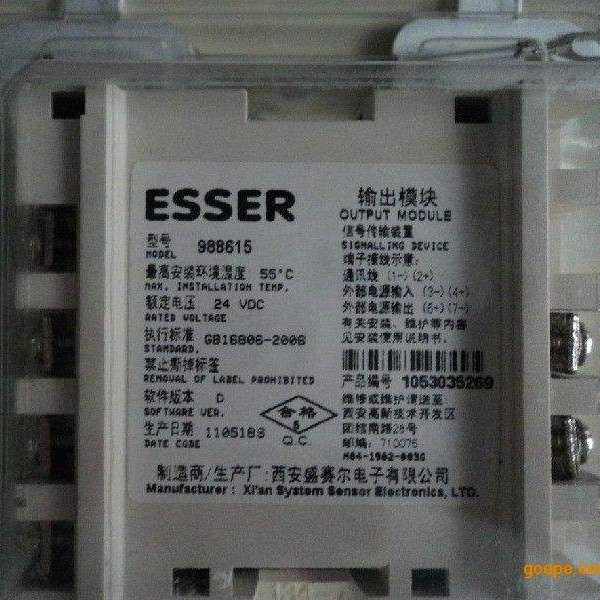 ESSER
型号 988615
MODEL
最高安装环境温度 55°C
MAX. INSTALLATION TEMP.
额定电压 24 VDC
RATED VOLTAGE
执行标准 GB16806-2006
STANDARD.
禁止撕掉标签
REMOVAL OF LABEL PROHIBITED
软件版本 D
SOFTWARE VER.
生产日期 110518S
DATE CODE
合格
8
Q.C.
输出模块
OUTPUT MODULE
信号传输装置
SIGNALLING DEVICE
端子接线示意:
通讯线 (1-)(2+)
外部电源输入 (3-)(4+)
外部电源输出 (6+)(7-)
有关安装、维护等内容
见安装使用说明书.
产品编号 1053035269
维修或维护请送至
西安高新技术开发区
团结南路28号
邮编: 710075
M84-1902-003G
制造商/生产厂:西安盛赛尔电子有限公司
Manufacturer : Xi'an System Sensor Electronics, LTD.